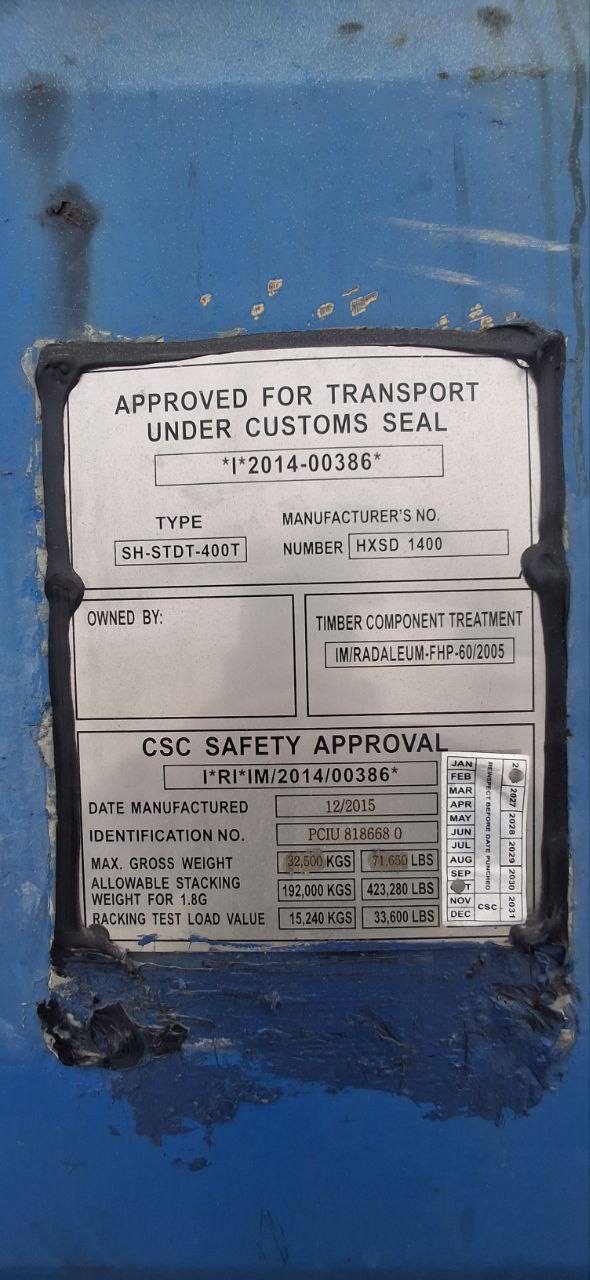 APPROVED FOR TRANSPORT
UNDER CUSTOMS SEAL
*I*2014-00386*
TYPE
SH-STDT-400T
MANUFACTURER'S NO.
NUMBER HXSD 1400
OWNED BY:
TIMBER COMPONENT TREATMENT
IM/RADALEUM-FHP-60/2005
CSC SAFETY APPROVAL
I*RI*IM/2014/00386*
DATE MANUFACTURED 12/2015
IDENTIFICATION NO. PCIU 818668 0
MAX. GROSS WEIGHT 32,500 KGS 71,650 LBS
ALLOWABLE STACKING
WEIGHT FOR 1.8G 192,000 KGS 423,280 LBS
RACKING TEST LOAD VALUE 15,240 KGS 33,600 LBS
JAN
FEB
MAR
APR
MAY
JUN
JUL
AUG
SEP
NOV
DEC
REINSPECT BEFORE DATE PUNCHED
CSC
2027
2028
2029
2030
2031